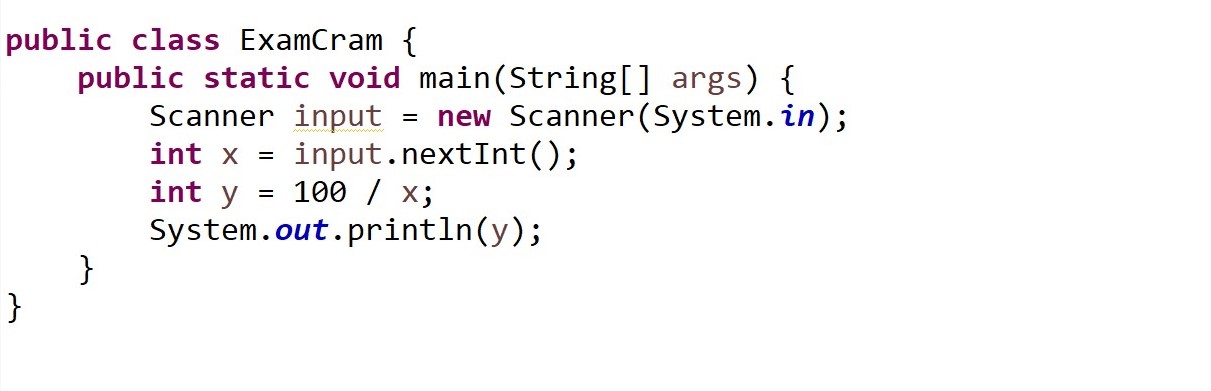 public class ExamCram {
    public static void main(String[] args) {
        Scanner input = new Scanner(System.in);
        int x = input.nextInt();
        int y = 100 / x;
        System.out.println(y);
    }
}